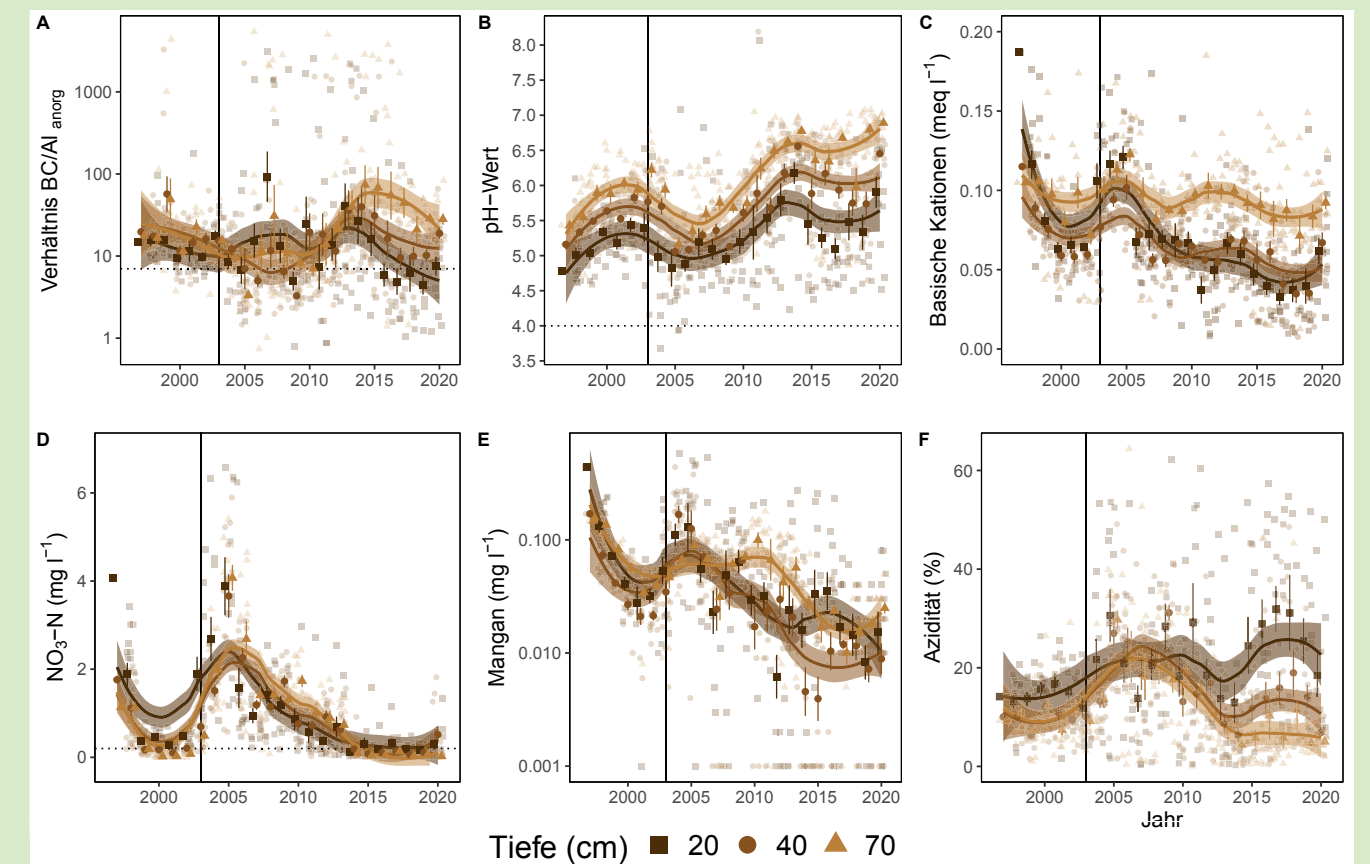 A
Verhältnis BC/Al anorg
1000
100
10
1
2000 2005 2010 2015 2020
B
pH−Wert
8.0
7.5
7.0
6.5
6.0
5.5
5.0
4.5
4.0
3.5
2000 2005 2010 2015 2020
C
Basische Kationen (meq l⁻¹)
0.20
0.15
0.10
0.05
0.00
2000 2005 2010 2015 2020
D
NO₃−N (mg l⁻¹)
6
4
2
0
2000 2005 2010 2015 2020
E
Mangan (mg l⁻¹)
0.100
0.010
0.001
2000 2005 2010 2015 2020
F
Azidität (%)
60
40
20
0
2000 2005 2010 2015 2020
Jahr
Tiefe (cm) 20 40 70